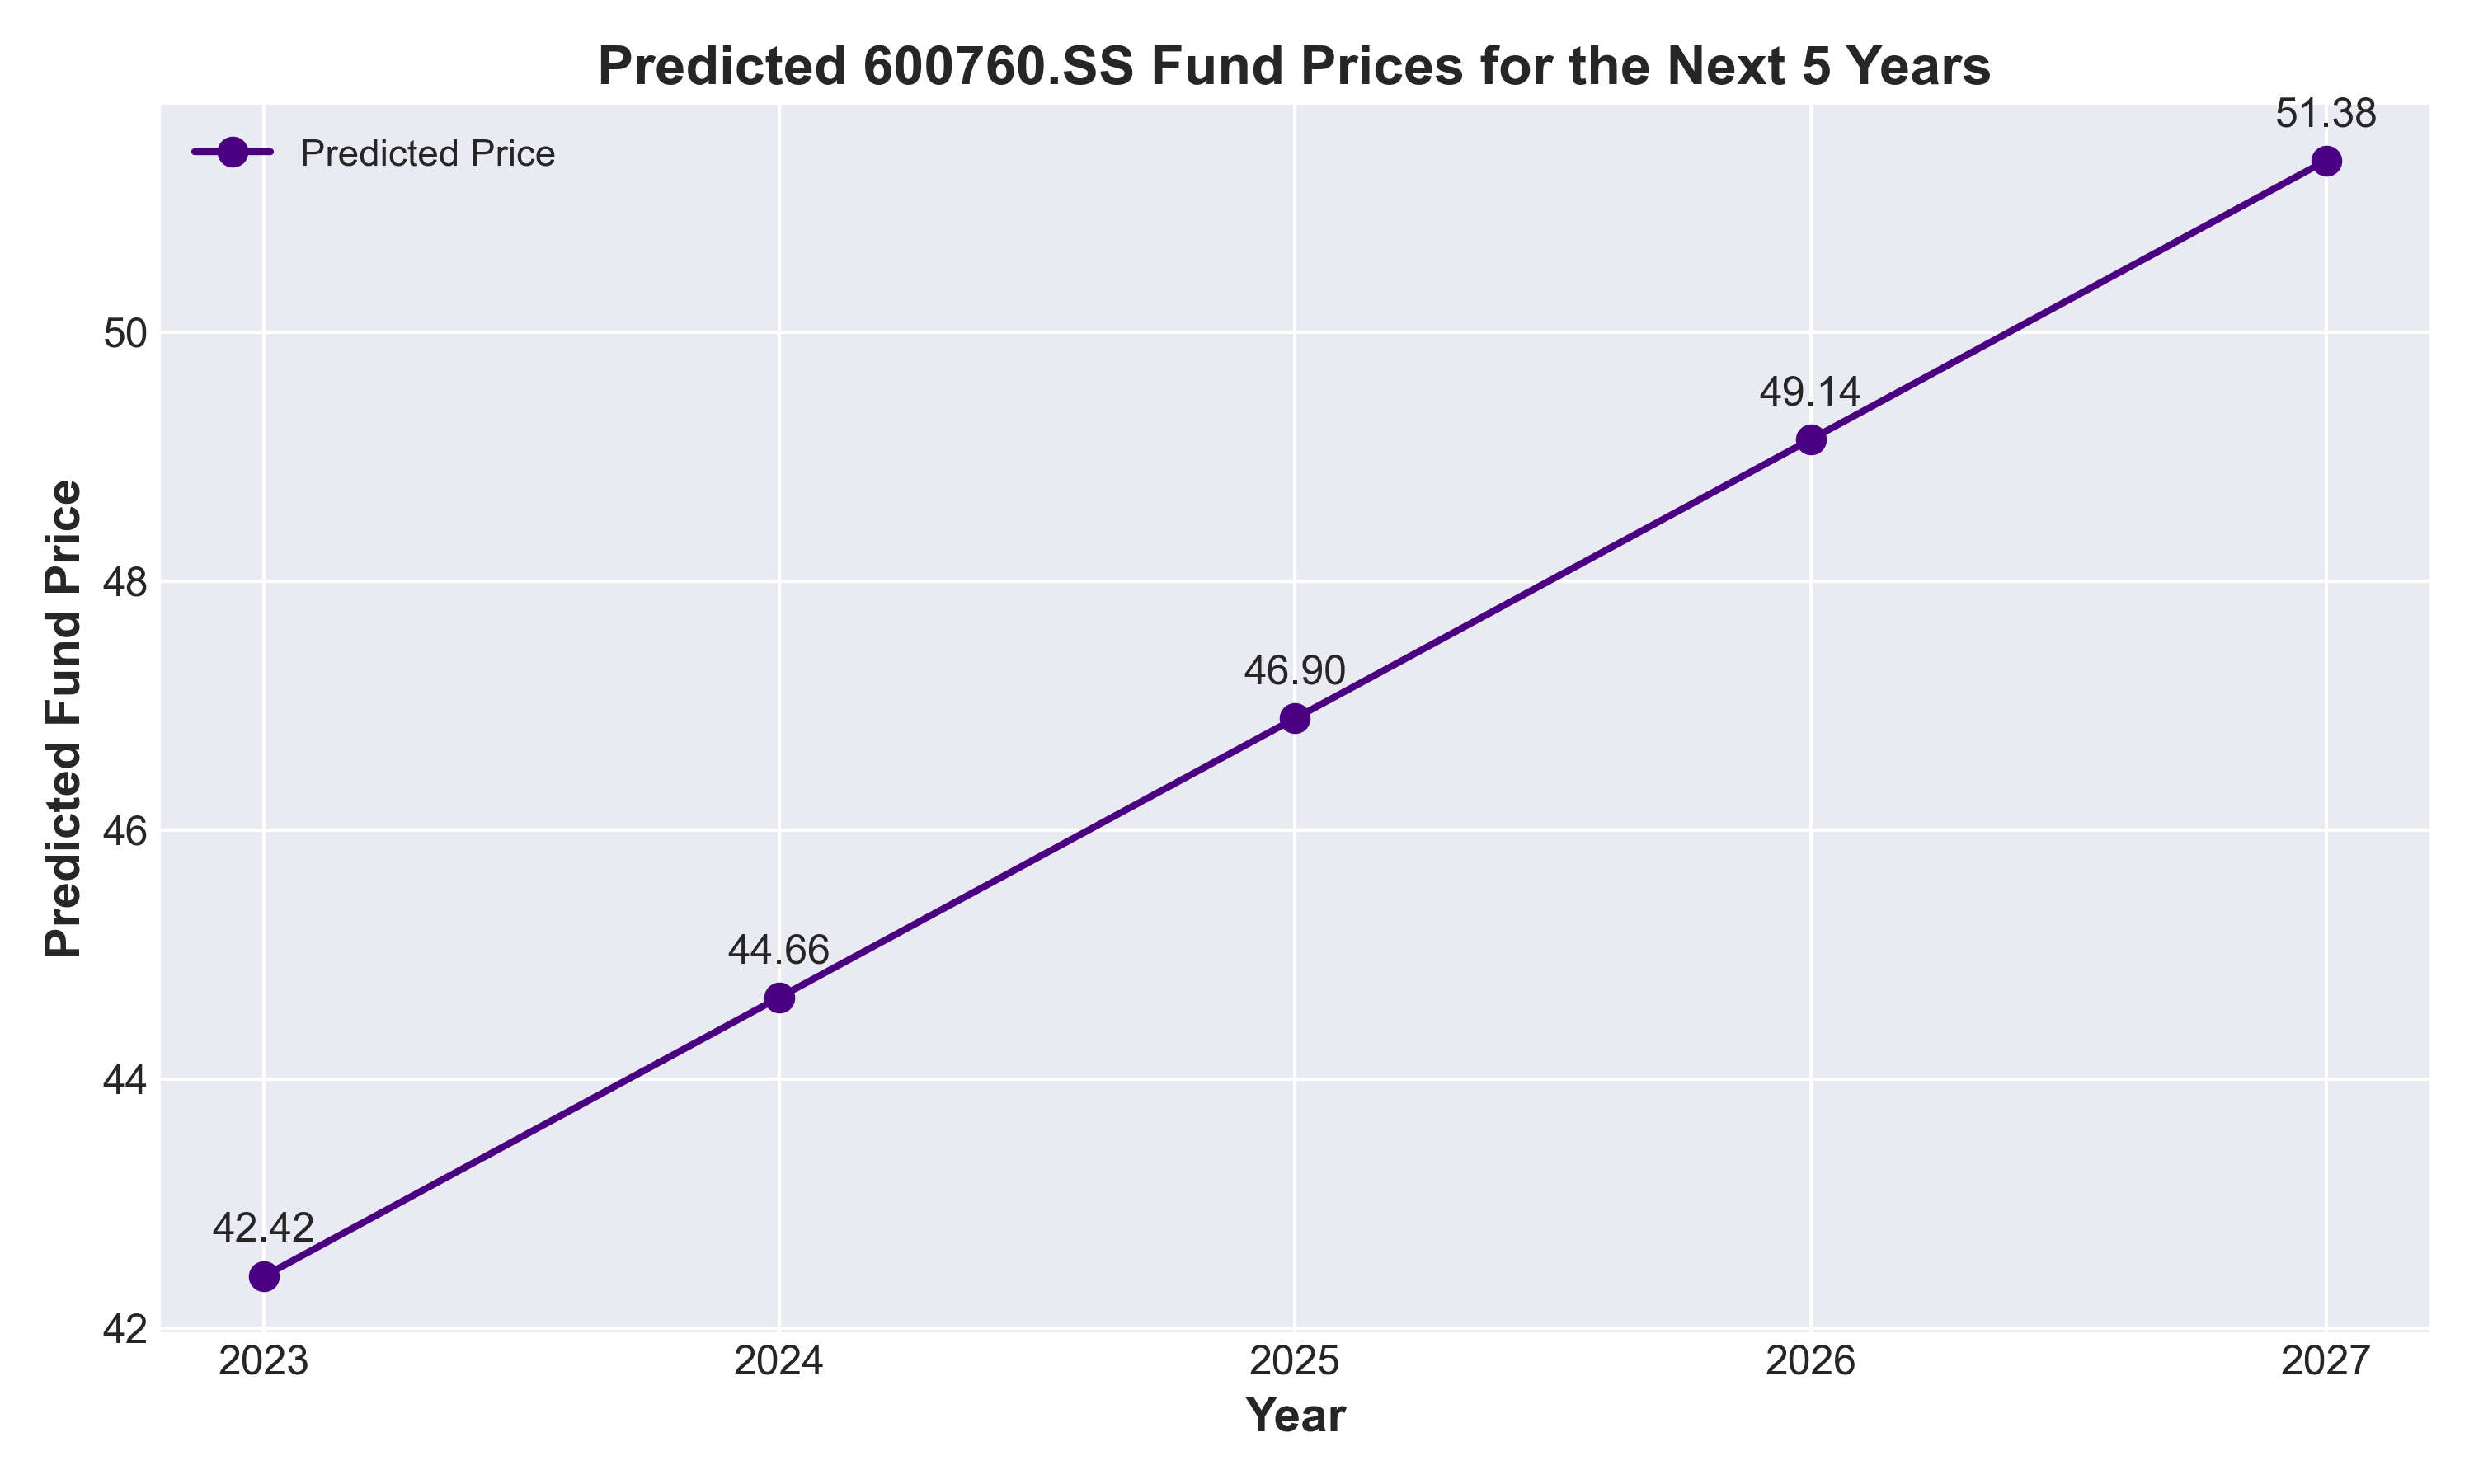 Predicted 600760.SS Fund Prices for the Next 5 Years
Predicted Price
51.38
50
49.14
48
46.90
46
44.66
44
42.42
42
Predicted Fund Price
2023 2024 2025 2026 2027
Year